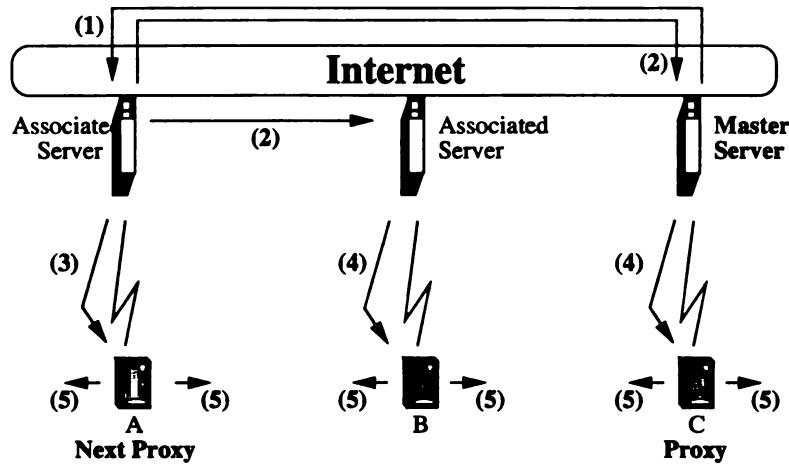 (1)
(2)
Internet
Associate Server
(2)
Associated Server
Master Server
(3)
(4)
(4)
(5)
(5)
(5)
(5)
(5)
(5)
A
B
C
Next Proxy
Proxy